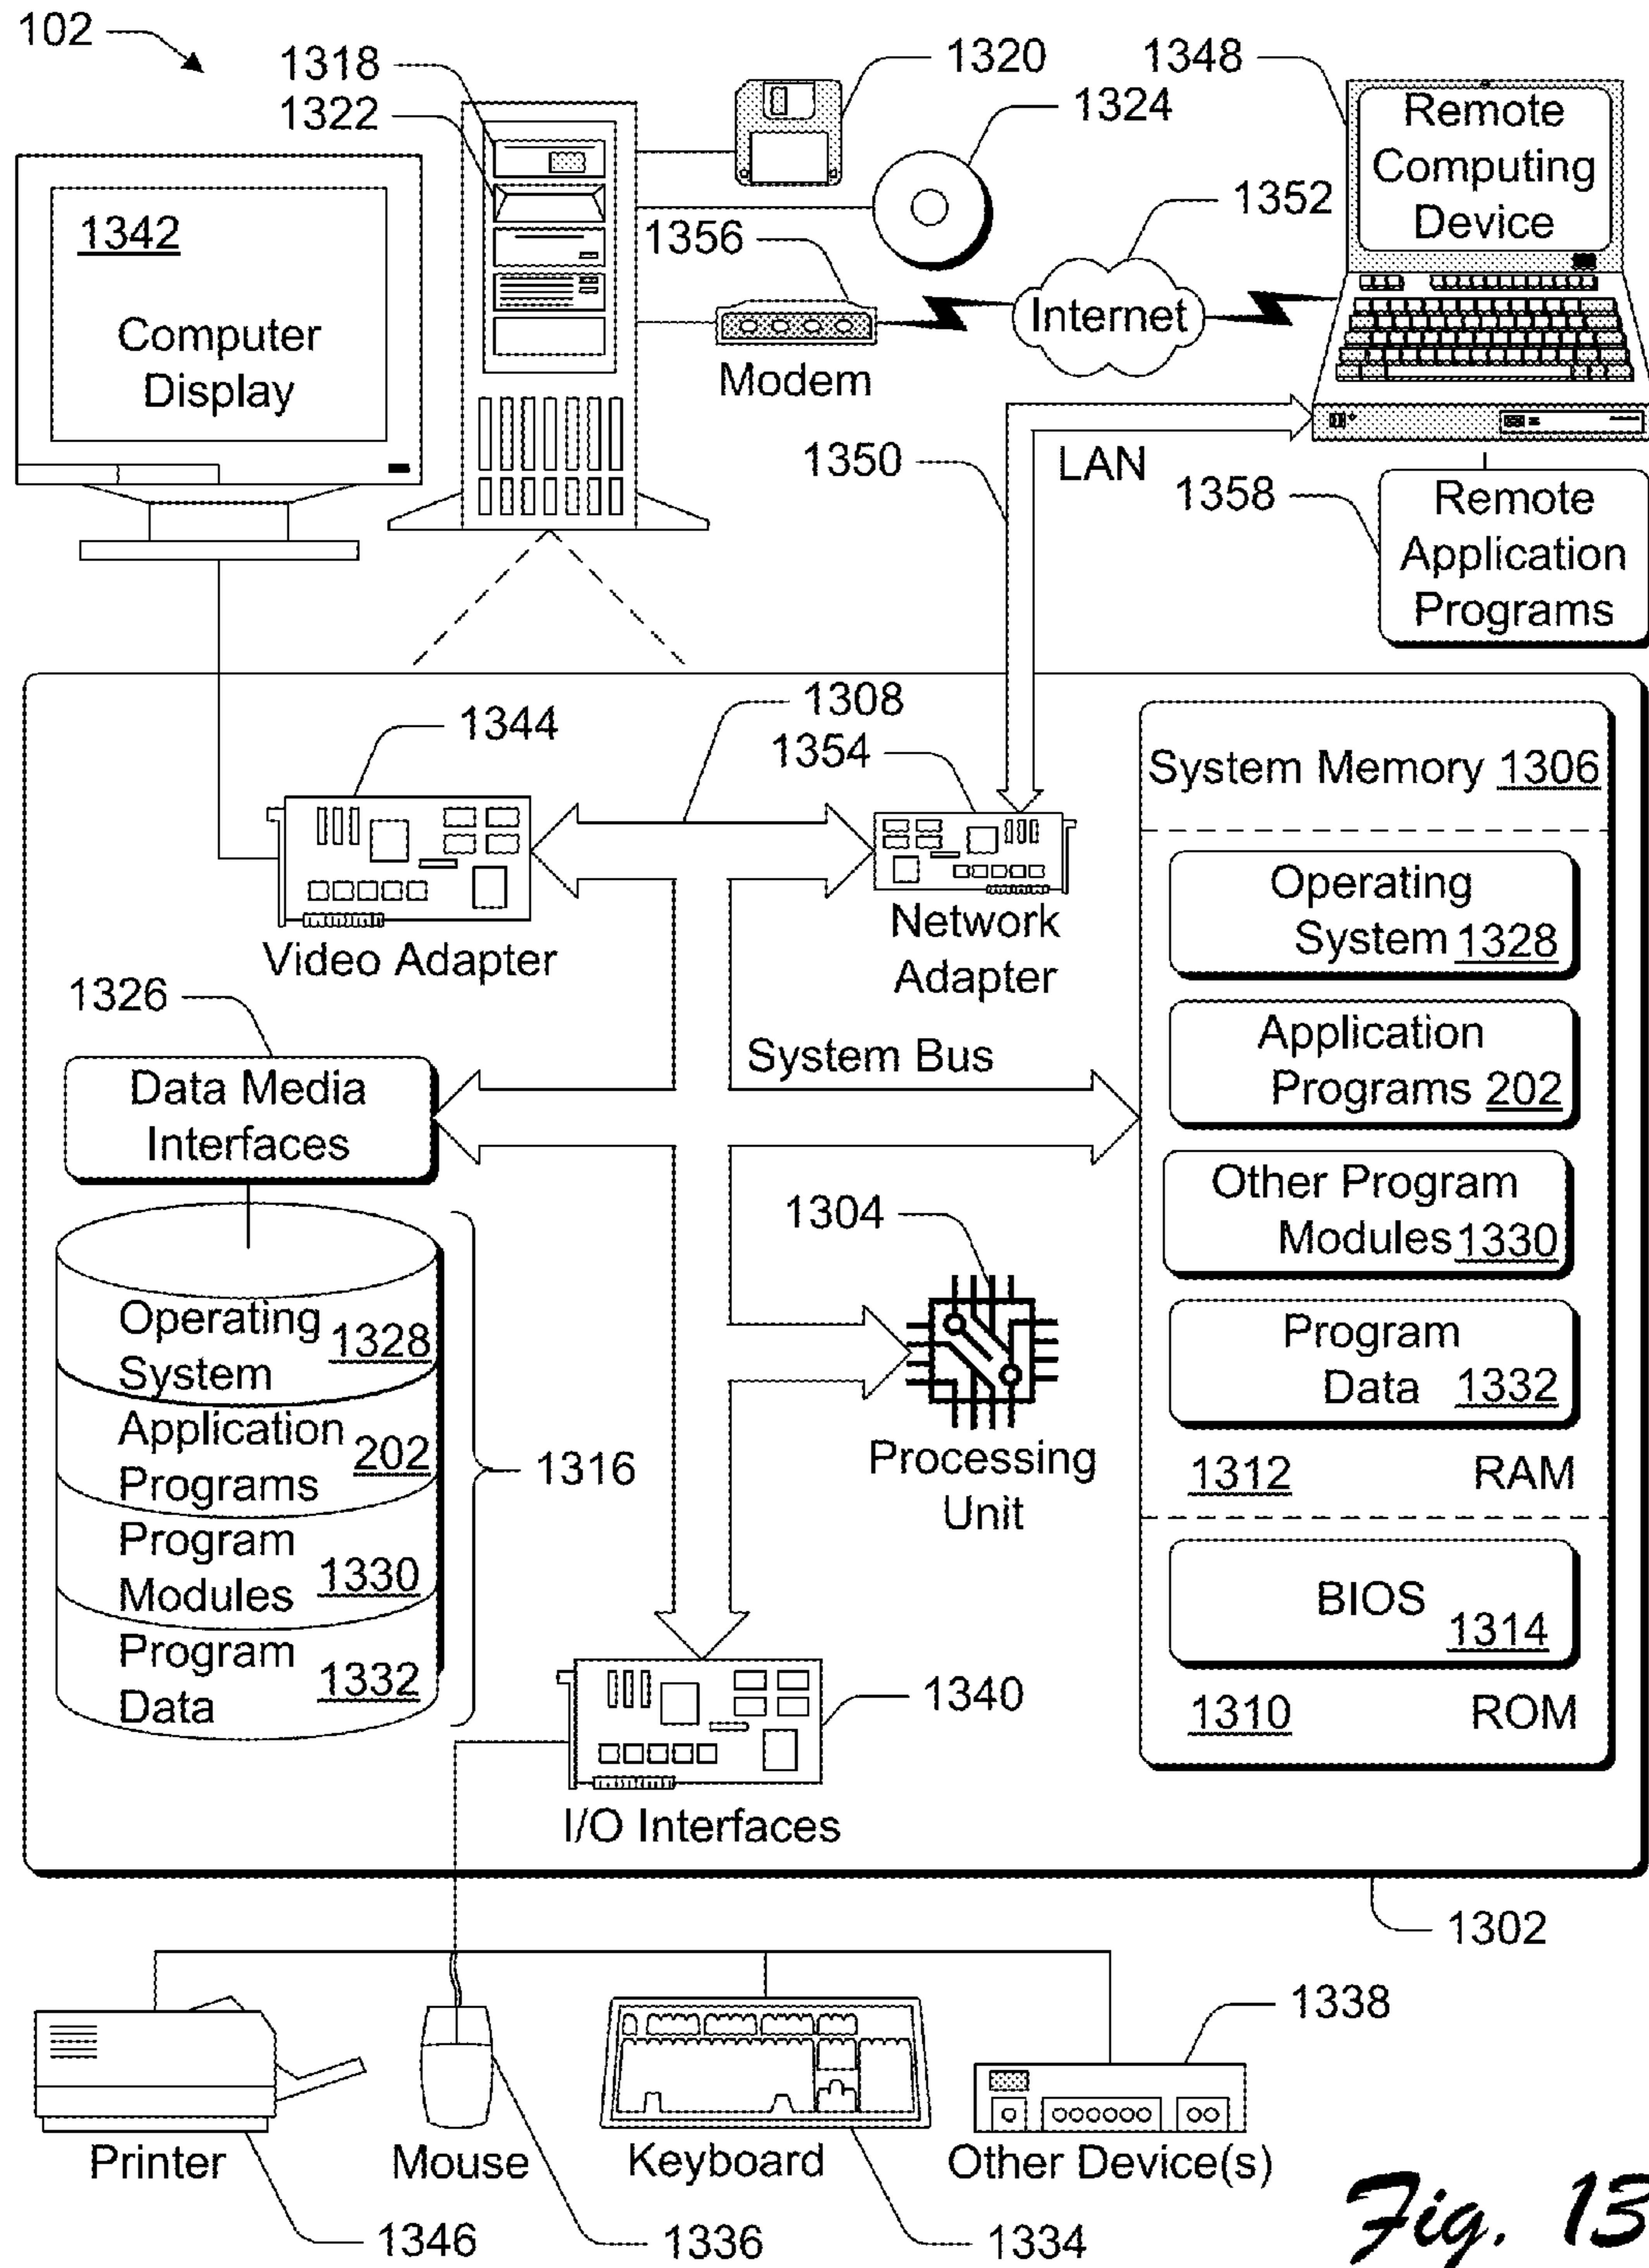 102
1318
1322
1320
1324
1348
Remote
Computing
Device
1342
Computer
Display
1356
Modem
1352
Internet
1350
LAN
1358
Remote
Application
Programs
1344
Video Adapter
1308
1354
Network
Adapter
System Memory 1306
Operating
System 1328
Application
Programs 202
Other Program
Modules 1330
Program
Data 1332
1312 RAM
BIOS
1314
1310 ROM
1326
Data Media
Interfaces
System Bus
1304
Processing
Unit
Operating
System 1328
Application
Programs 202
Program
Modules 1330
Program
Data 1332
1316
1340
I/O Interfaces
1302
1338
Printer
Mouse
Keyboard
Other Device(s)
1346
1336
1334
Fig. 13